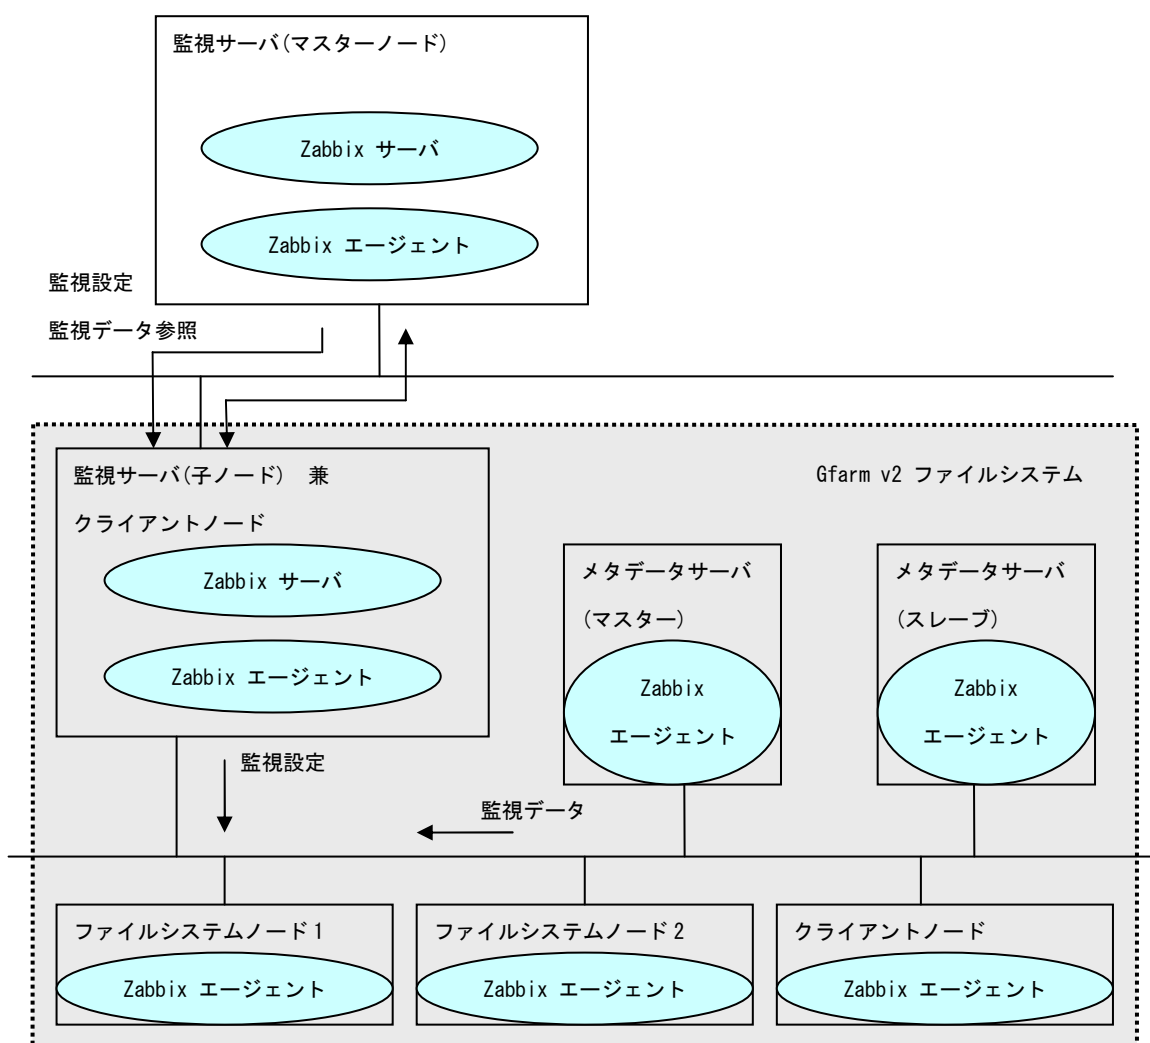 監視サーバ(マスターノード)
Zabbix サーバ
Zabbix エージェント
監視設定
監視データ参照
監視サーバ(子ノード) 兼
クライアントノード
Zabbix サーバ
Zabbix エージェント
Gfarm v2 ファイルシステム
メタデータサーバ
(マスター)
Zabbix
エージェント
メタデータサーバ
(スレーブ)
Zabbix
エージェント
監視設定
監視データ
ファイルシステムノード1
Zabbix エージェント
ファイルシステムノード2
Zabbix エージェント
クライアントノード
Zabbix エージェント